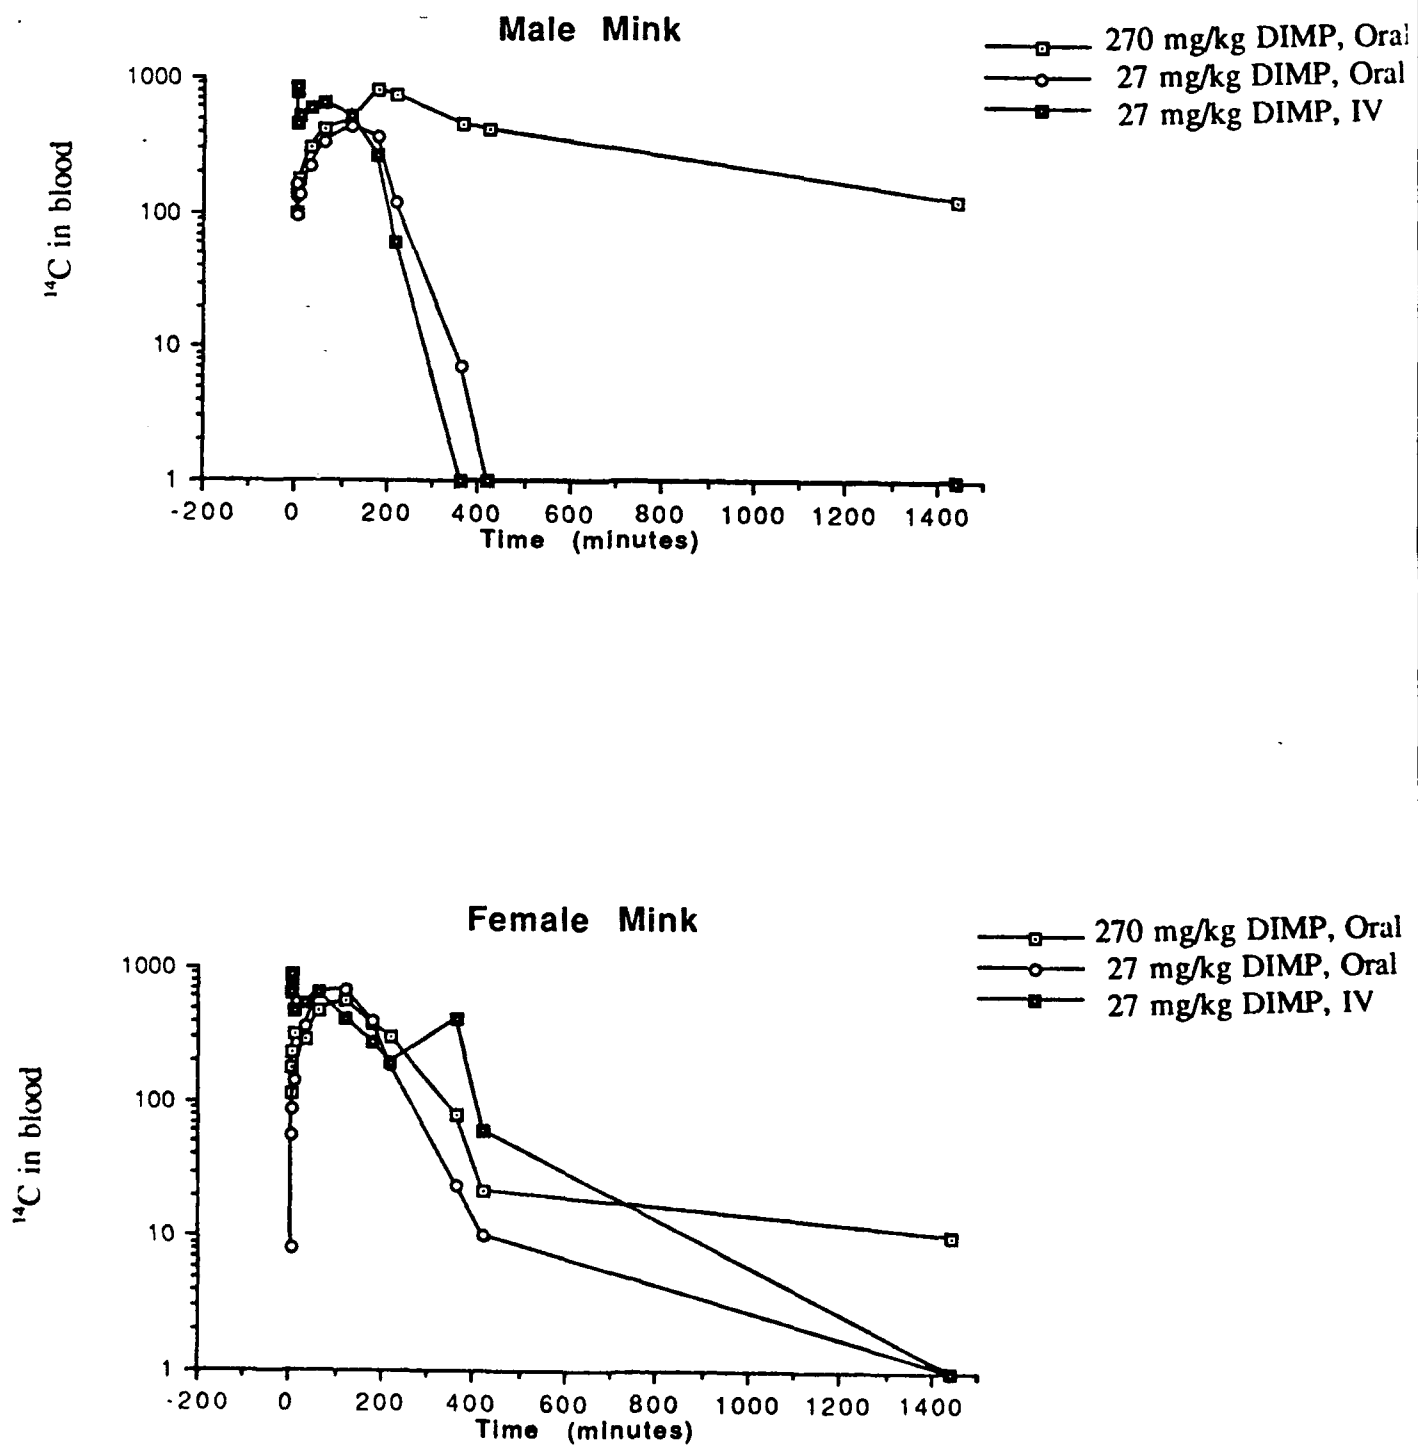 Male Mink
270 mg/kg DIMP, Oral
27 mg/kg DIMP, Oral
27 mg/kg DIMP, IV
1000
100
10
1
¹⁴C in blood
-200 0 200 400 600 800 1000 1200 1400
Time (minutes)
Female Mink
270 mg/kg DIMP, Oral
27 mg/kg DIMP, Oral
27 mg/kg DIMP, IV
1000
100
10
1
¹⁴C in blood
-200 0 200 400 600 800 1000 1200 1400
Time (minutes)